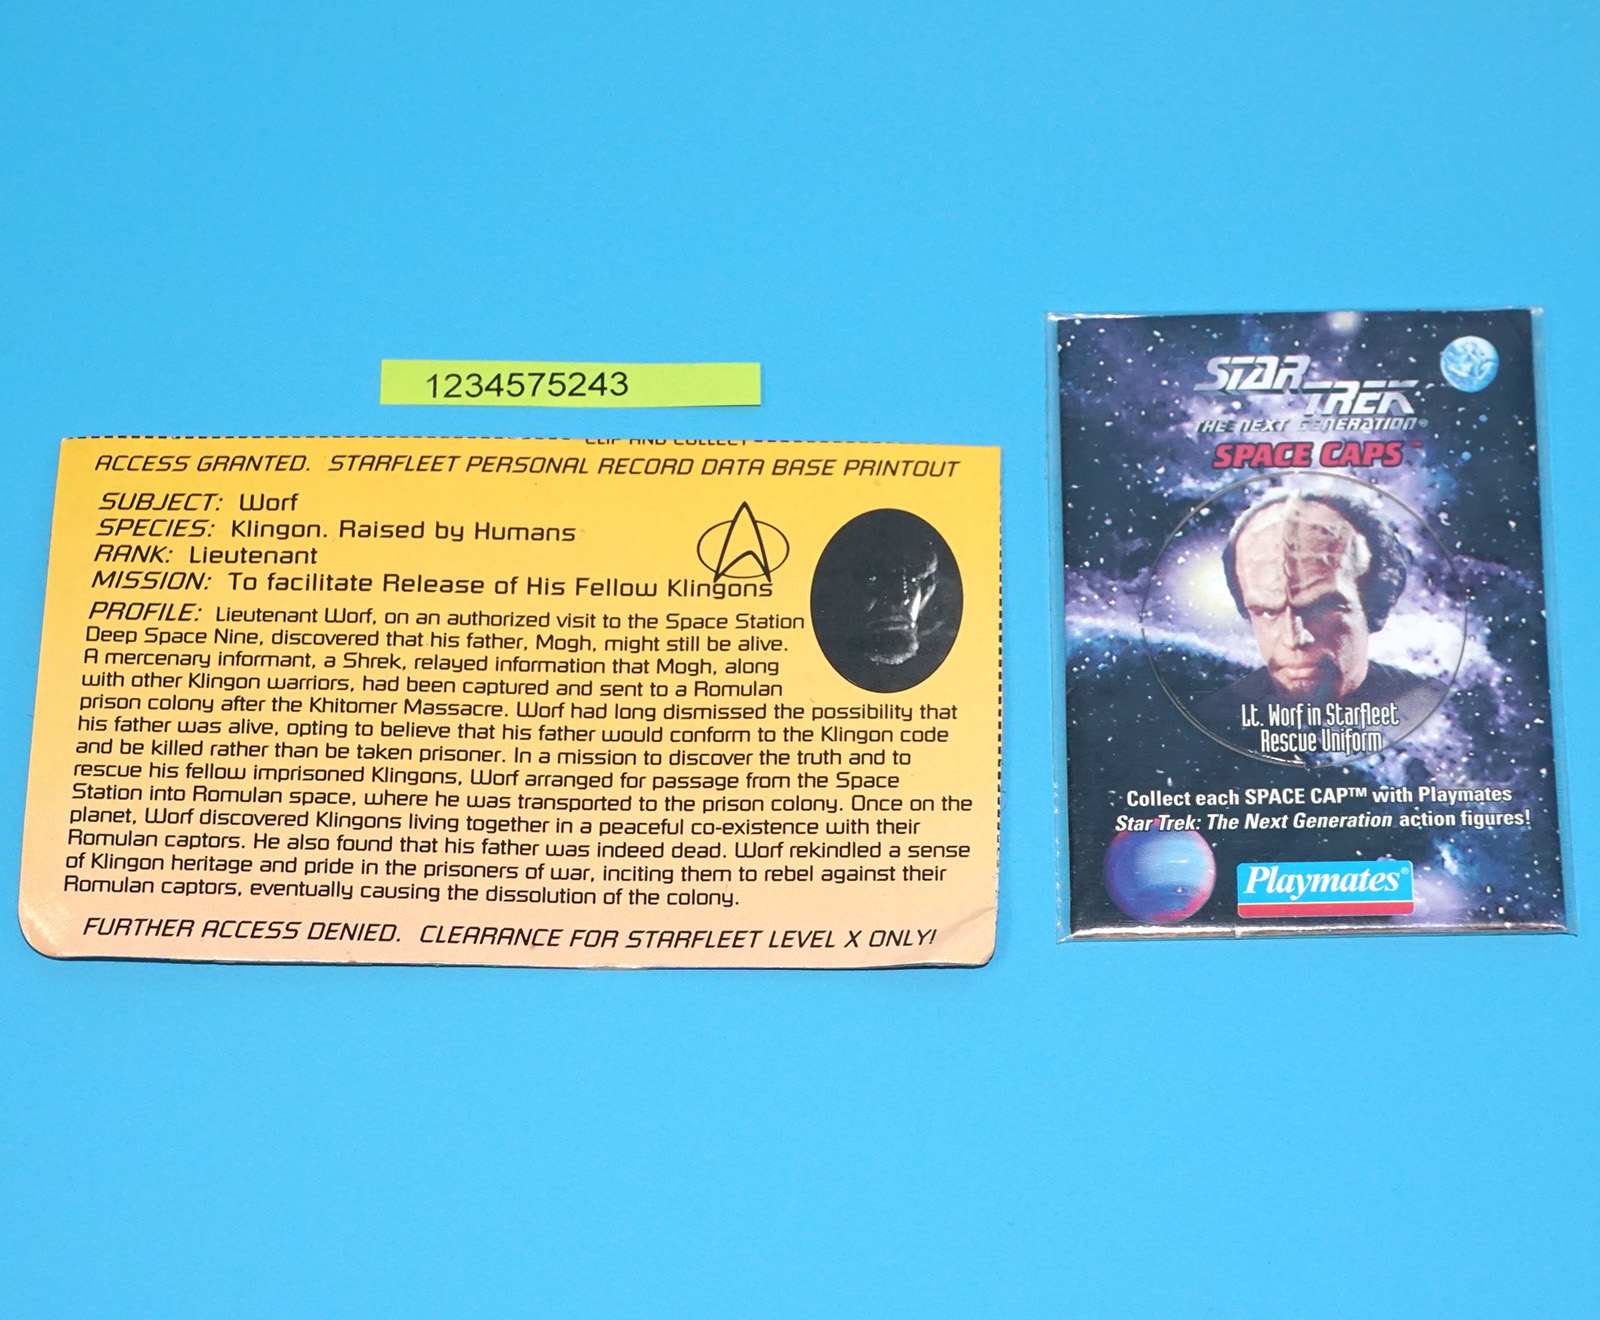 1234575243
CLIP AND COLLECT
ACCESS GRANTED. STARFLEET PERSONAL RECORD DATA BASE PRINTOUT
SUBJECT: Worf
SPECIES: Klingon. Raised by Humans
RANK: Lieutenant
MISSION: To facilitate Release of His Fellow Klingons
PROFILE: Lieutenant Worf, on an authorized visit to the Space Station
Deep Space Nine, discovered that his father, Mogh, might still be alive.
A mercenary informant, a Shrek, relayed information that Mogh, along
with other Klingon warriors, had been captured and sent to a Romulan
prison colony after the Khitomer Massacre. Worf had long dismissed the possibility that
his father was alive, opting to believe that his father would conform to the Klingon code
and be killed rather than be taken prisoner. In a mission to discover the truth and to
rescue his fellow imprisoned Klingons, Worf arranged for passage from the Space
Station into Romulan space, where he was transported to the prison colony. Once on the
planet, Worf discovered Klingons living together in a peaceful co-existence with their
Romulan captors. He also found that his father was indeed dead. Worf rekindled a sense
of Klingon heritage and pride in the prisoners of war, inciting them to rebel against their
Romulan captors, eventually causing the dissolution of the colony.
FURTHER ACCESS DENIED. CLEARANCE FOR STARFLEET LEVEL X ONLY!
STAR TREK
THE NEXT GENERATION®
SPACE CAPS™
Lt. Worf in Starfleet
Rescue Uniform
Collect each SPACE CAP™ with Playmates
Star Trek: The Next Generation action figures!
Playmates®